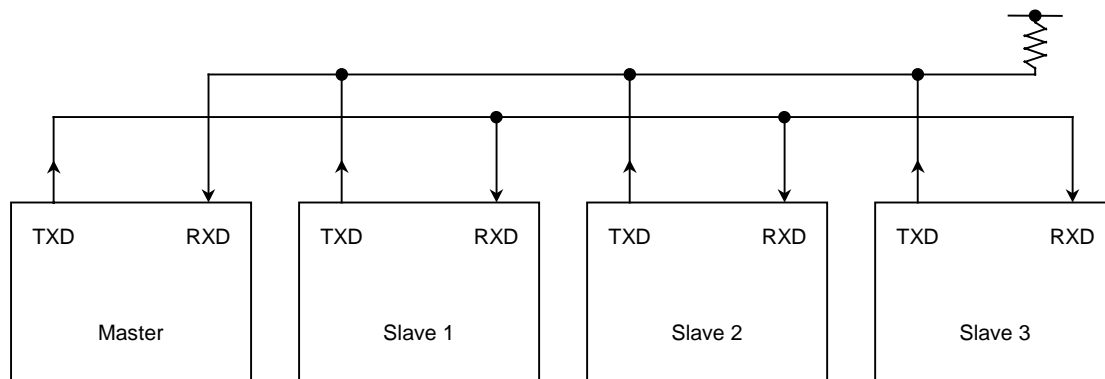 TXD RXD TXD RXD TXD RXD TXD RXD
Master Slave 1 Slave 2 Slave 3